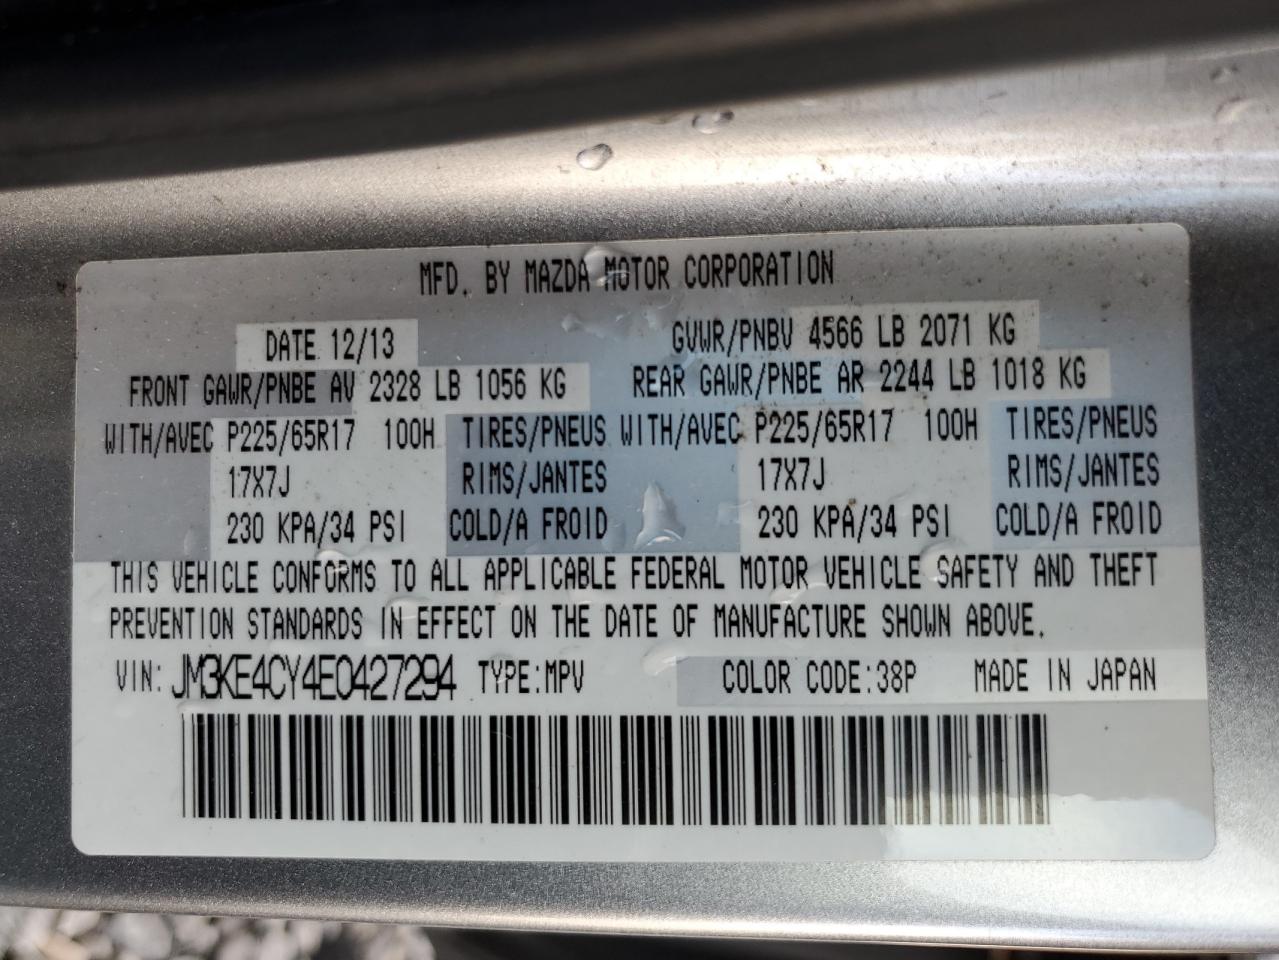 MFD. BY MAZDA MOTOR CORPORATION
DATE 12/13 GVWR/PNBV 4566 LB 2071 KG
FRONT GAWR/PNBE AV 2328 LB 1056 KG REAR GAWR/PNBE AR 2244 LB 1018 KG
WITH/AVEC P225/65R17 100H TIRES/PNEUS WITH/AVEC P225/65R17 100H TIRES/PNEUS
17X7J RIMS/JANTES 17X7J RIMS/JANTES
230 KPA/34 PSI COLD/A FROID 230 KPA/34 PSI COLD/A FROID
THIS VEHICLE CONFORMS TO ALL APPLICABLE FEDERAL MOTOR VEHICLE SAFETY AND THEFT
PREVENTION STANDARDS IN EFFECT ON THE DATE OF MANUFACTURE SHOWN ABOVE.
VIN: JM3KE4CY4E0427294 TYPE:MPV COLOR CODE:38P MADE IN JAPAN